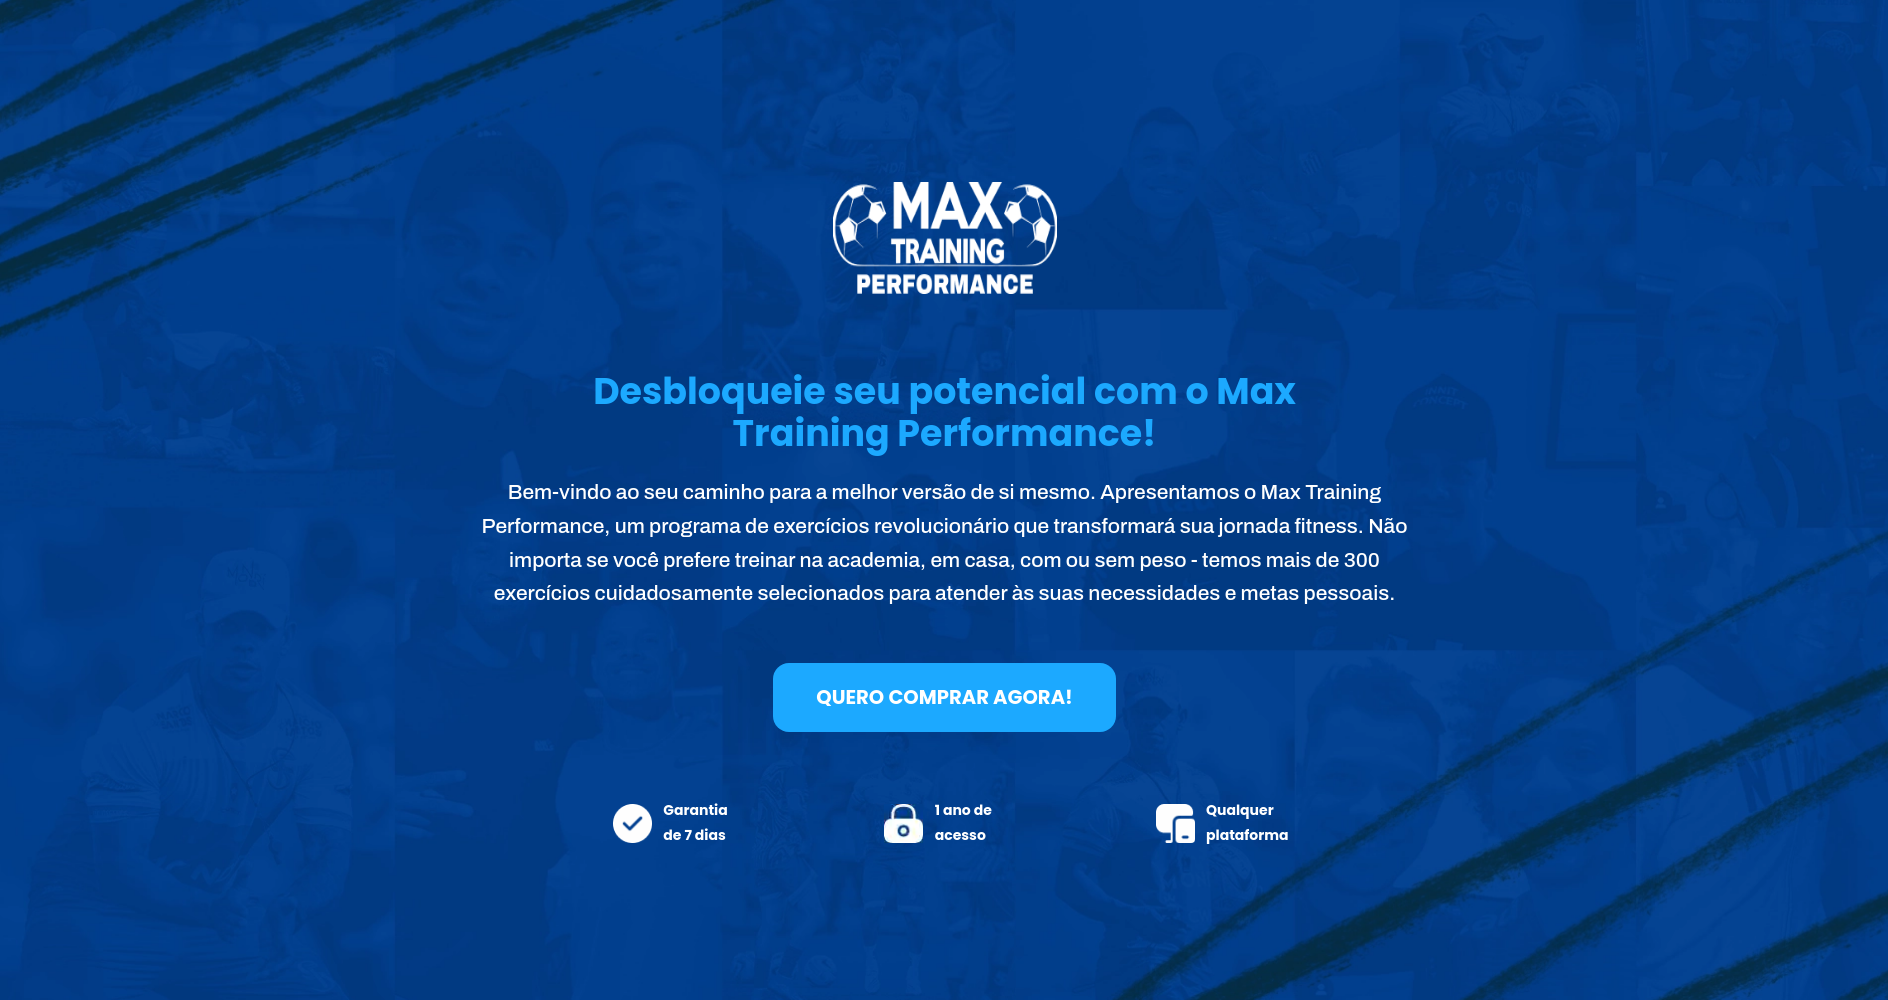 MAX
TRAINING
PERFORMANCE
Desbloqueie seu potencial com o Max
Training Performance!
Bem-vindo ao seu caminho para a melhor versão de si mesmo. Apresentamos o Max Training
Performance, um programa de exercícios revolucionário que transformará sua jornada fitness. Não
importa se você prefere treinar na academia, em casa, com ou sem peso - temos mais de 300
exercícios cuidadosamente selecionados para atender às suas necessidades e metas pessoais.
QUERO COMPRAR AGORA!
Garantia
de 7 dias
1 ano de
acesso
Qualquer
plataforma